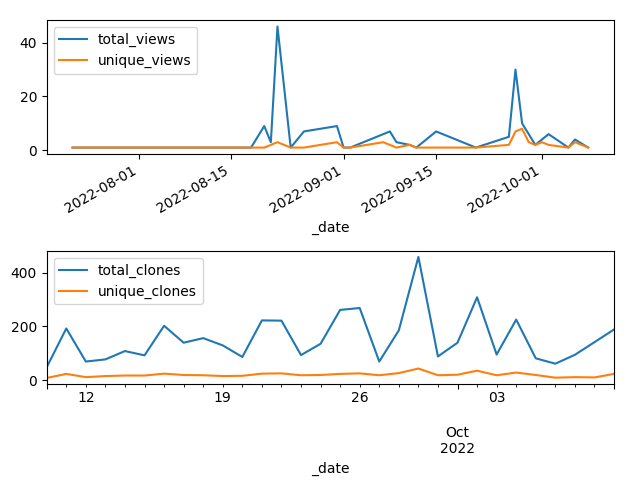 total_views
unique_views
40
20
0
2022-08-01
2022-08-15
2022-09-01
2022-09-15
2022-10-01
_date
total_clones
unique_clones
400
200
0
12
19
26
03
Oct
2022
_date